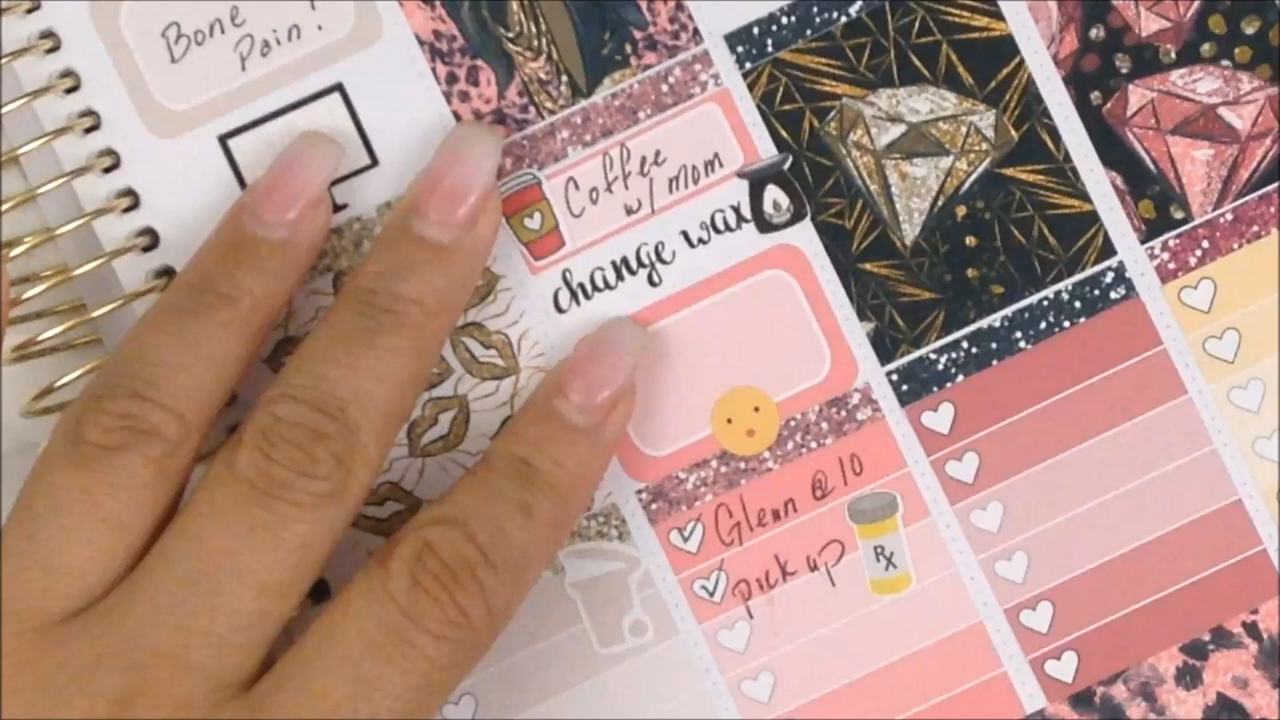 Bone
Pain!
Coffee
w/ mom
change wax
Glenn @ 10
pick up
Rx